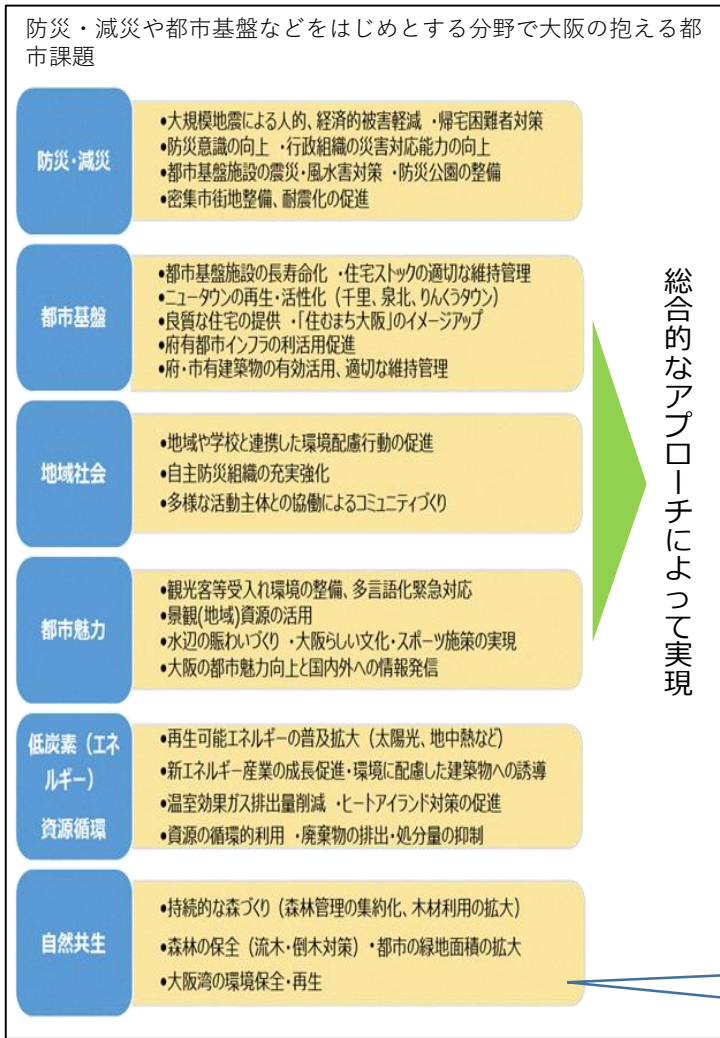 防災・減災や都市基盤などをはじめとする分野で大阪の抱える都
市課題
防災・減災
•大規模地震による人的、経済的被害軽減 ・帰宅困難者対策
•防災意識の向上 ・行政組織の災害対応能力の向上
•都市基盤施設の震災・風水害対策 ・防災公園の整備
•密集市街地整備、耐震化の促進
都市基盤
•都市基盤施設の長寿命化 ・住宅ストックの適切な維持管理
•ニュータウンの再生・活性化（千里、泉北、りんくうタウン）
•良質な住宅の提供 ・「住むまち大阪」のイメージアップ
•府有都市インフラの利活用促進
•府・市有建築物の有効活用、適切な維持管理
地域社会
•地域や学校と連携した環境配慮行動の促進
•自主防災組織の充実強化
•多様な活動主体との協働によるコミュニティづくり
都市魅力
•観光客等受入れ環境の整備、多言語化緊急対応
•景観(地域)資源の活用
•水辺の賑わいづくり ・大阪らしい文化・スポーツ施策の実現
•大阪の都市魅力向上と国内外への情報発信
低炭素（エネ
ルギー）
資源循環
•再生可能エネルギーの普及拡大（太陽光、地中熱など）
•新エネルギー産業の成長促進・環境に配慮した建築物への誘導
•温室効果ガス排出量削減 ・ヒートアイランド対策の促進
•資源の循環的利用 ・廃棄物の排出・処分量の抑制
自然共生
•持続的な森づくり（森林管理の集約化、木材利用の拡大）
•森林の保全（流木・倒木対策）・都市の緑地面積の拡大
•大阪湾の環境保全・再生
総合的なアプローチによって実現